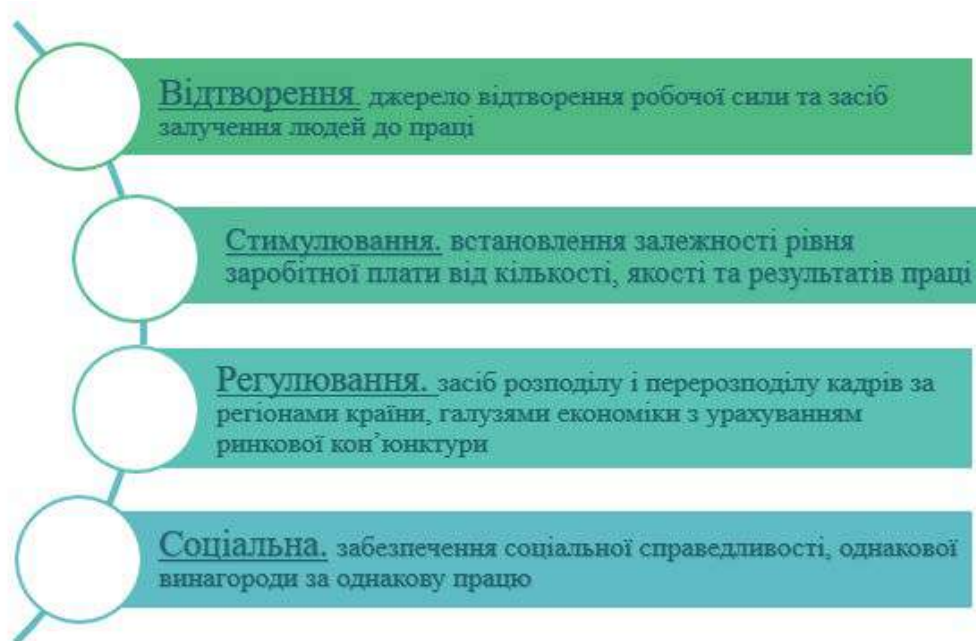 Відтворення. джерело відтворення робочої сили та засіб
залучення людей до праці
Стимулювання. встановлення залежності рівня
заробітної плати від кількості, якості та результатів праці
Регулювання. засіб розподілу і перерозподілу кадрів за
регіонами країни, галузями економіки з урахуванням
ринкової кон’юнктури
Соціальна. забезпечення соціальної справедливості, однакової
винагороди за однакову працю